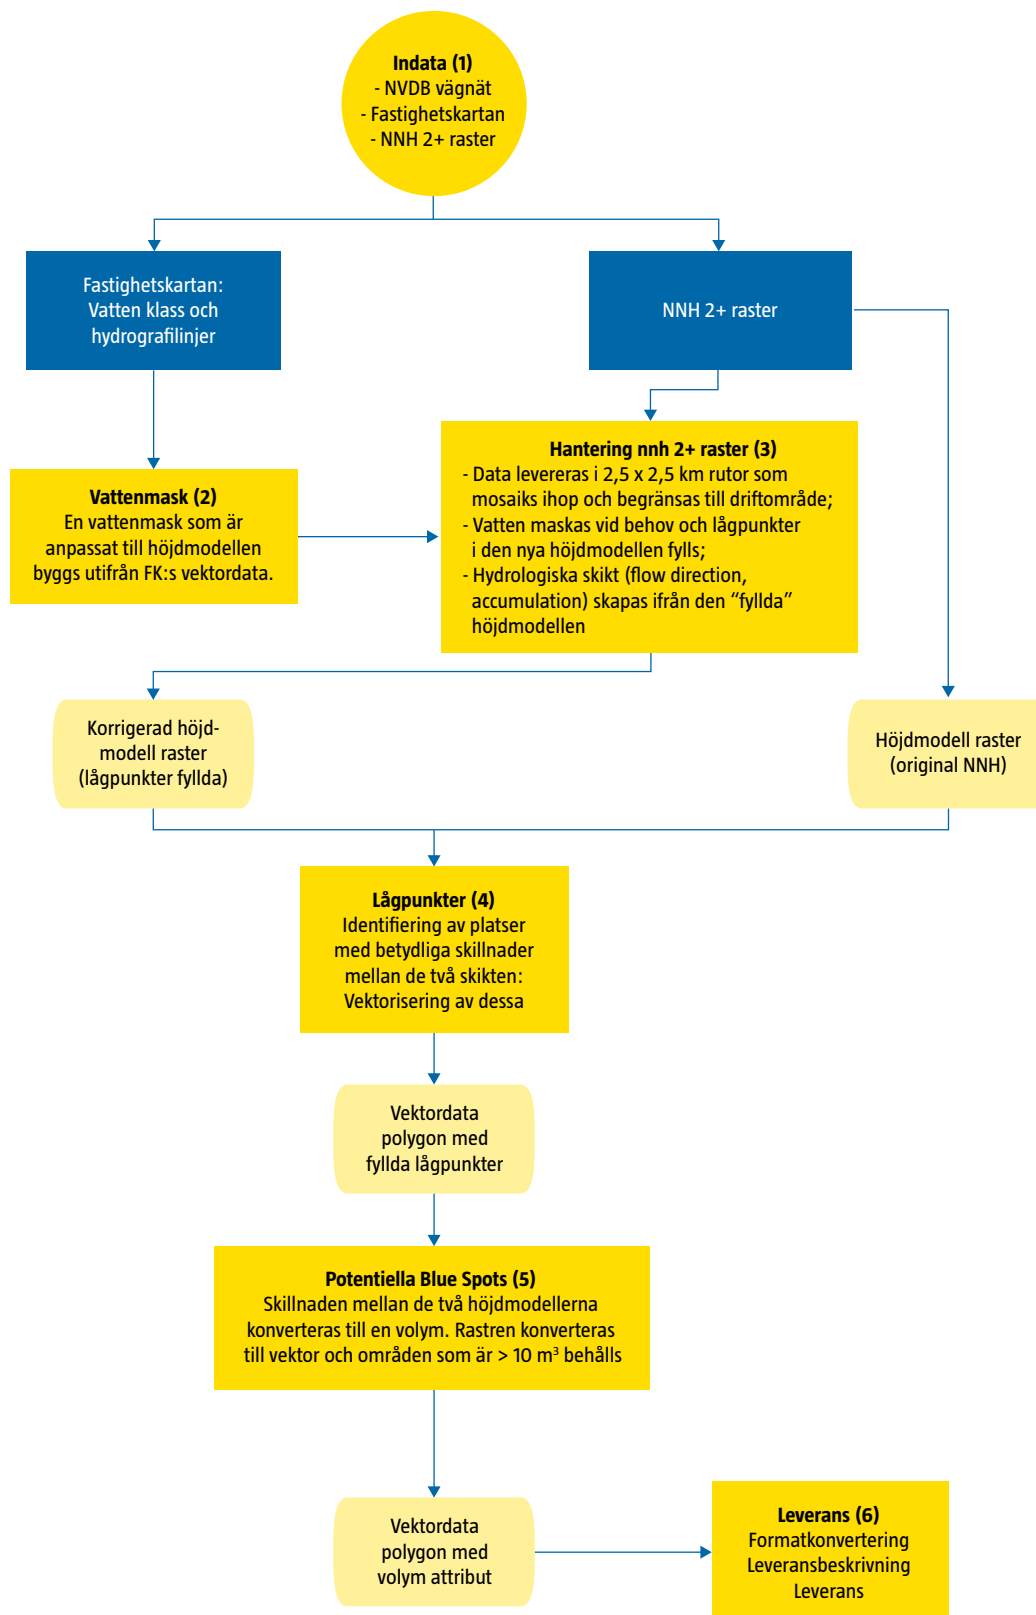 Indata (1)
- NVDB vägnät
- Fastighetskartan
- NNH 2+ raster
Fastighetskartan:
Vatten klass och
hydrografilinjer
NNH 2+ raster
Vattenmask (2)
En vattenmask som är
anpassat till höjdmodellen
byggs utifrån FK:s vektordata.
Hantering nnh 2+ raster (3)
- Data levereras i 2,5 x 2,5 km rutor som
mosaiks ihop och begränsas till driftområde;
- Vatten maskas vid behov och lågpunkter
i den nya höjdmodellen fylls;
- Hydrologiska skikt (flow direction,
accumulation) skapas ifrån den “fyllda”
höjdmodellen
Korrigerad höjd-
modell raster
(lågpunkter fyllda)
Höjdmodell raster
(original NNH)
Lågpunkter (4)
Identifiering av platser
med betydliga skillnader
mellan de två skikten:
Vektorisering av dessa
Vektordata
polygon med
fyllda lågpunkter
Potentiella Blue Spots (5)
Skillnaden mellan de två höjdmodellerna
konverteras till en volym. Rastren konverteras
till vektor och områden som är > 10 m³ behålls
Vektordata
polygon med
volym attribut
Leverans (6)
Formatkonvertering
Leveransbeskrivning
Leverans